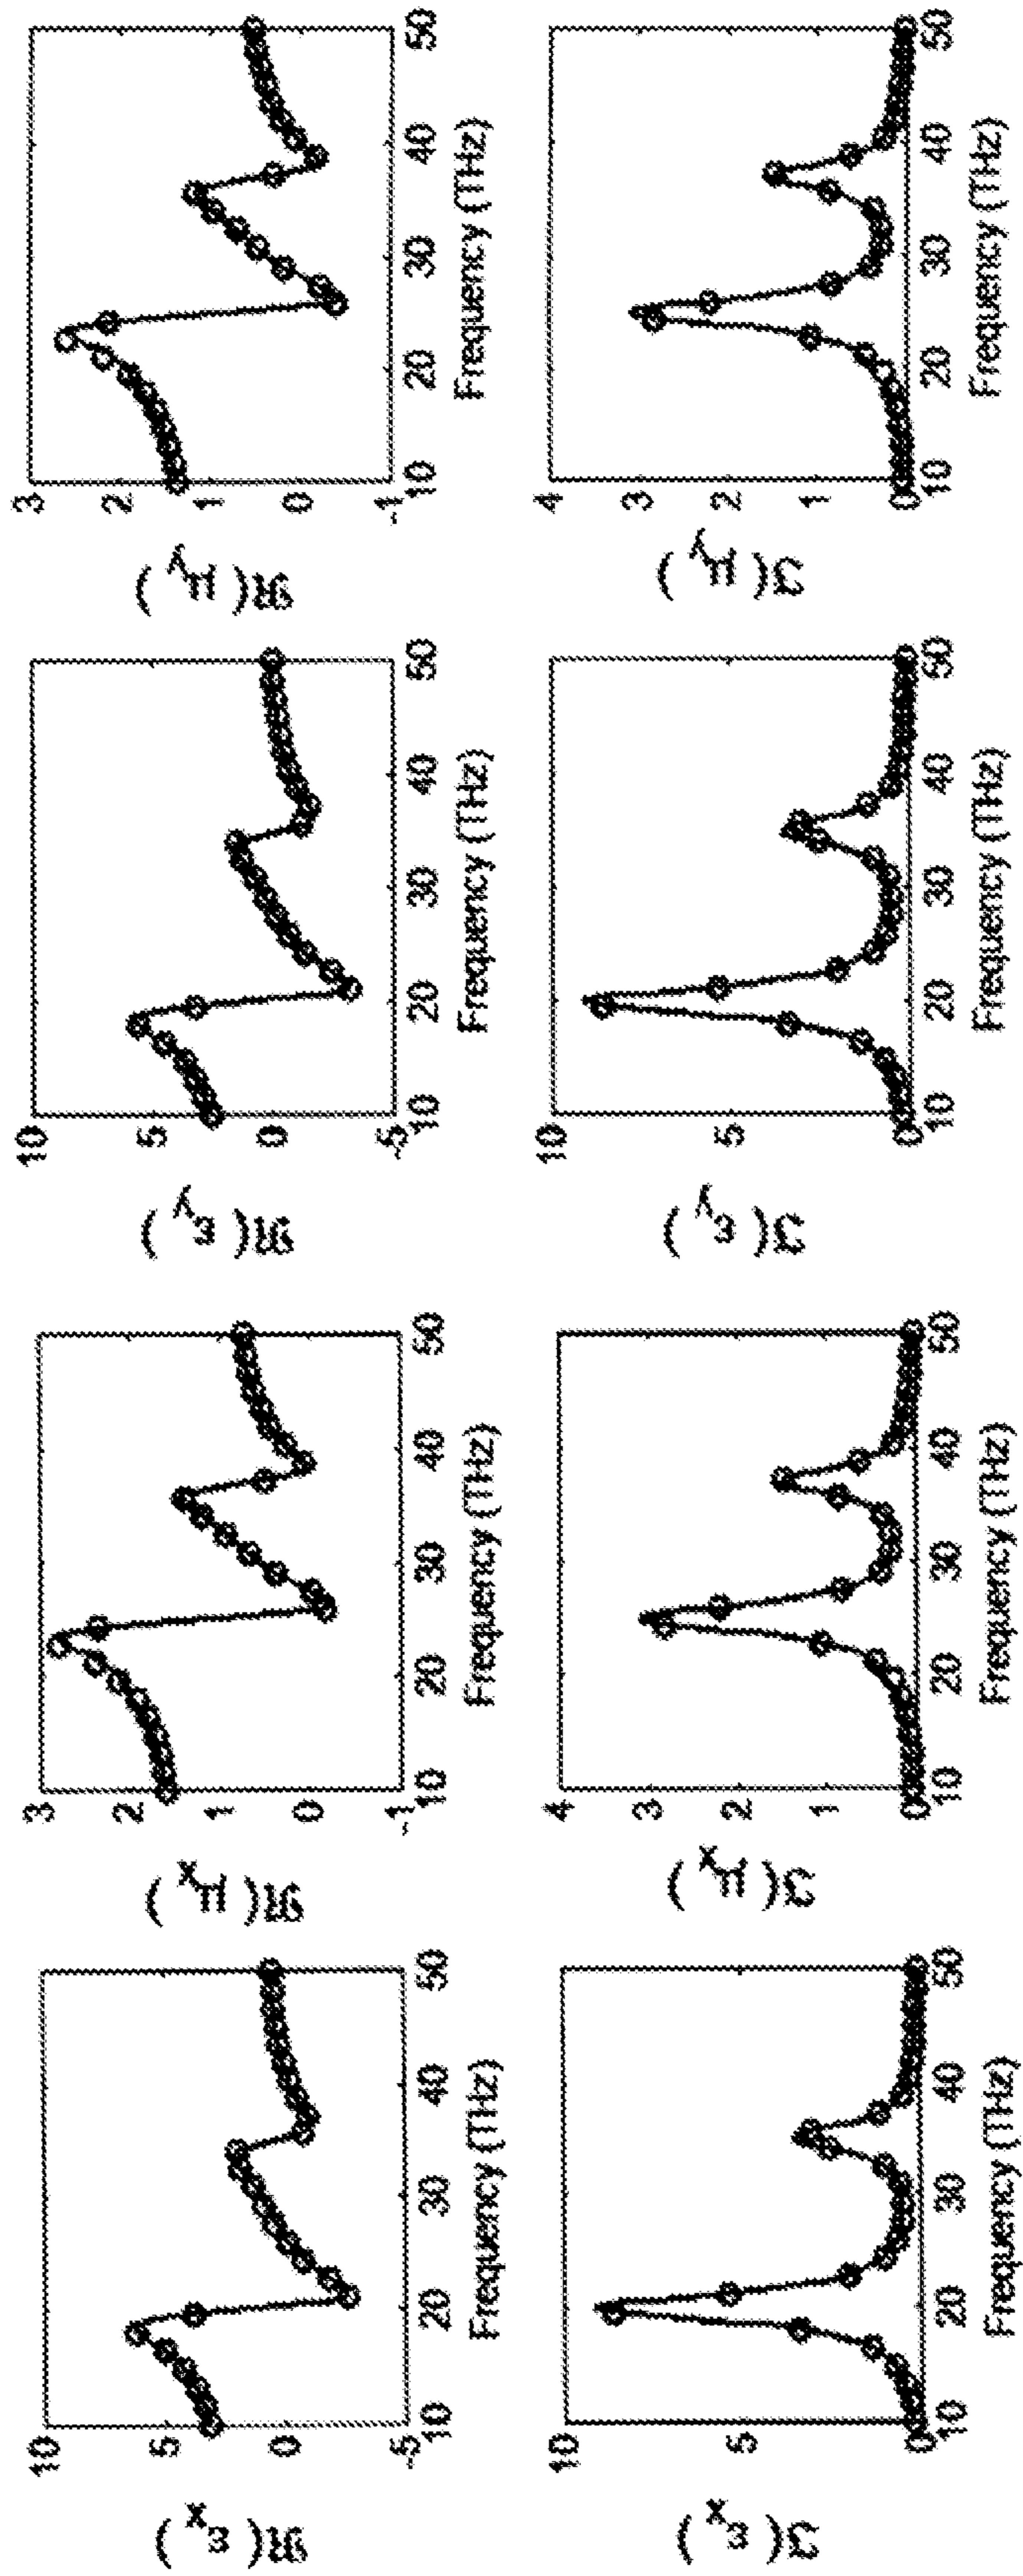 ℜ( εx )
10
5
0
-5
10 20 30 40 50
Frequency (THz)
ℜ( μx )
3
2
1
0
-1
10 20 30 40 50
Frequency (THz)
ℜ( εy )
10
5
0
-5
10 20 30 40 50
Frequency (THz)
ℜ( μy )
3
2
1
0
-1
10 20 30 40 50
Frequency (THz)
ℑ( εx )
10
5
0
10 20 30 40 50
Frequency (THz)
ℑ( μx )
4
3
2
1
0
10 20 30 40 50
Frequency (THz)
ℑ( εy )
10
5
0
10 20 30 40 50
Frequency (THz)
ℑ( μy )
4
3
2
1
0
10 20 30 40 50
Frequency (THz)